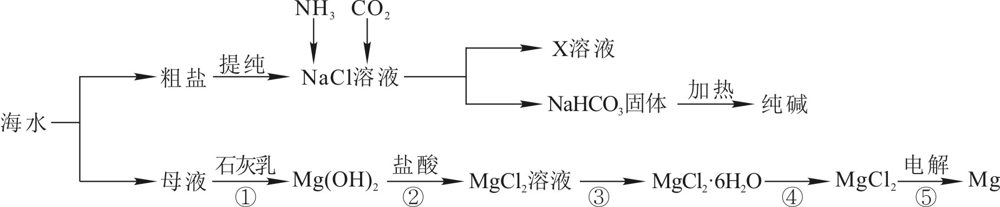 NH₃ CO₂
X溶液
粗盐 提纯 NaCl溶液
NaHCO₃固体 加热 纯碱
海水
母液 石灰乳 ① Mg(OH)₂ 盐酸 ② MgCl₂溶液 ③ MgCl₂·6H₂O ④ MgCl₂ 电解 ⑤ Mg